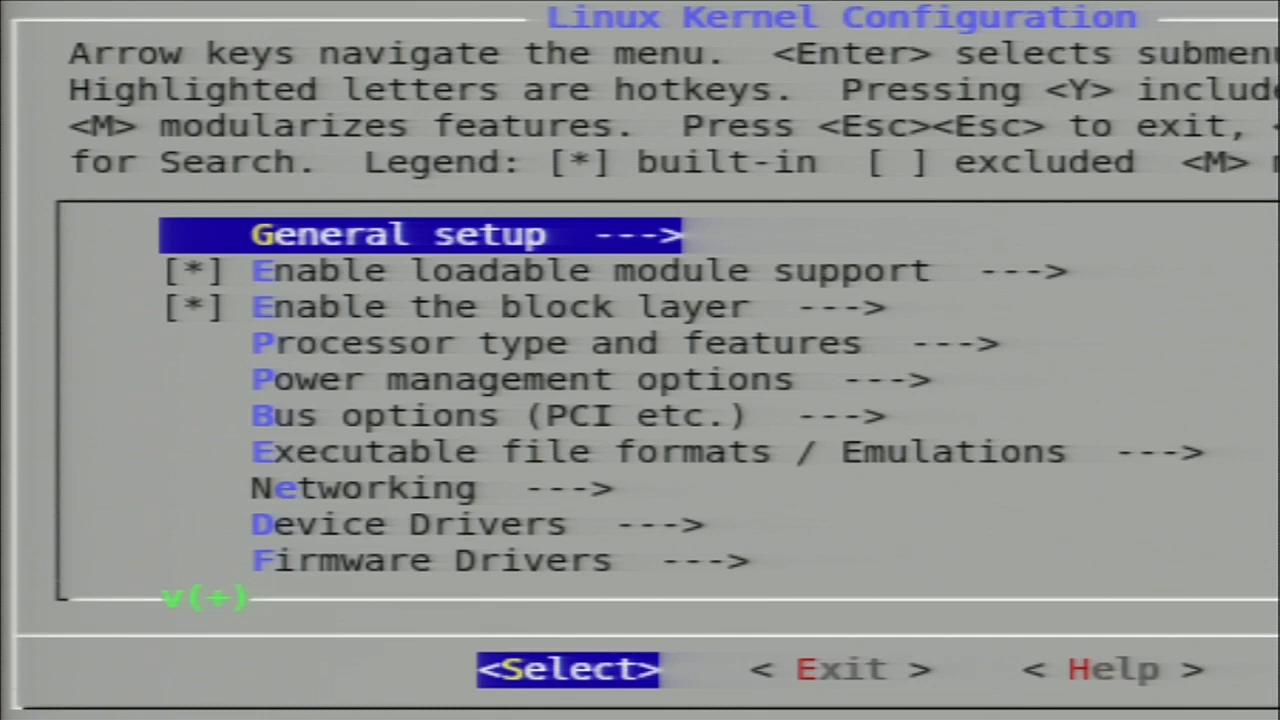 Linux Kernel Configuration
Arrow keys navigate the menu.  <Enter> selects submenu
Highlighted letters are hotkeys.  Pressing <Y> include
<M> modularizes features.  Press <Esc><Esc> to exit,
for Search.  Legend: [*] built-in  [ ] excluded  <M>
General setup  --->
[*] Enable loadable module support  --->
[*] Enable the block layer  --->
Processor type and features  --->
Power management options  --->
Bus options (PCI etc.)  --->
Executable file formats / Emulations  --->
Networking  --->
Device Drivers  --->
Firmware Drivers  --->
v(+)
<Select>    < Exit >    < Help >